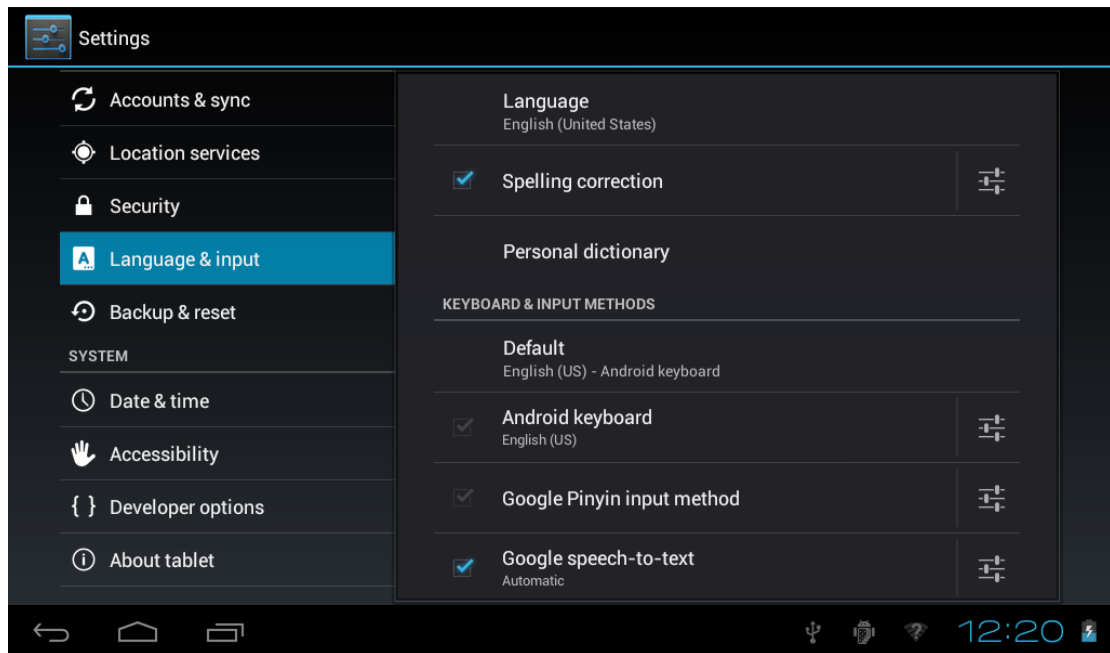 Settings
Accounts & sync
Location services
Security
Language & input
Backup & reset
SYSTEM
Date & time
Accessibility
{ } Developer options
About tablet
Language
English (United States)
Spelling correction
Personal dictionary
KEYBOARD & INPUT METHODS
Default
English (US) - Android keyboard
Android keyboard
English (US)
Google Pinyin input method
Google speech-to-text
Automatic
12:20